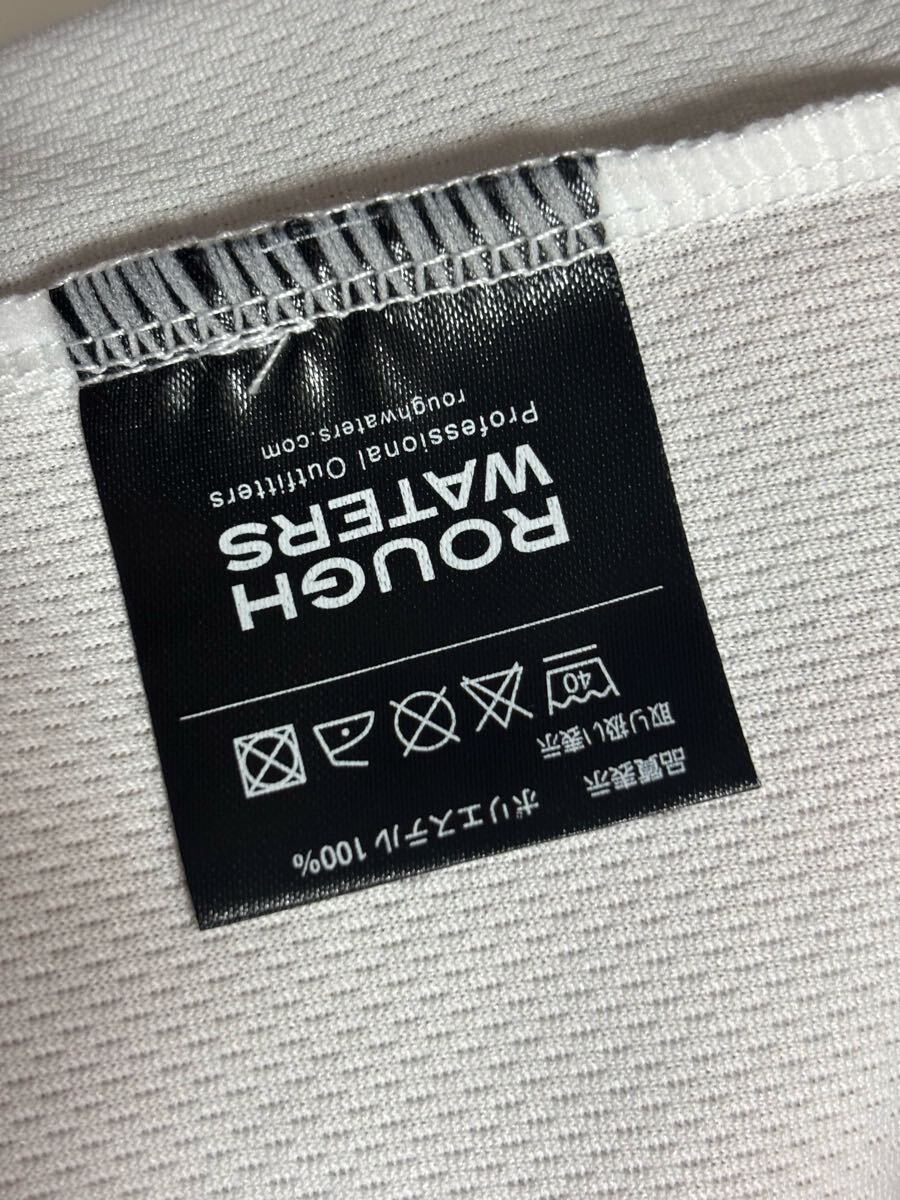 品質表示 ポリエステル 100%
取り扱い表示
40
ROUGH
WATERS
Professional Outfitters
roughwaters.com